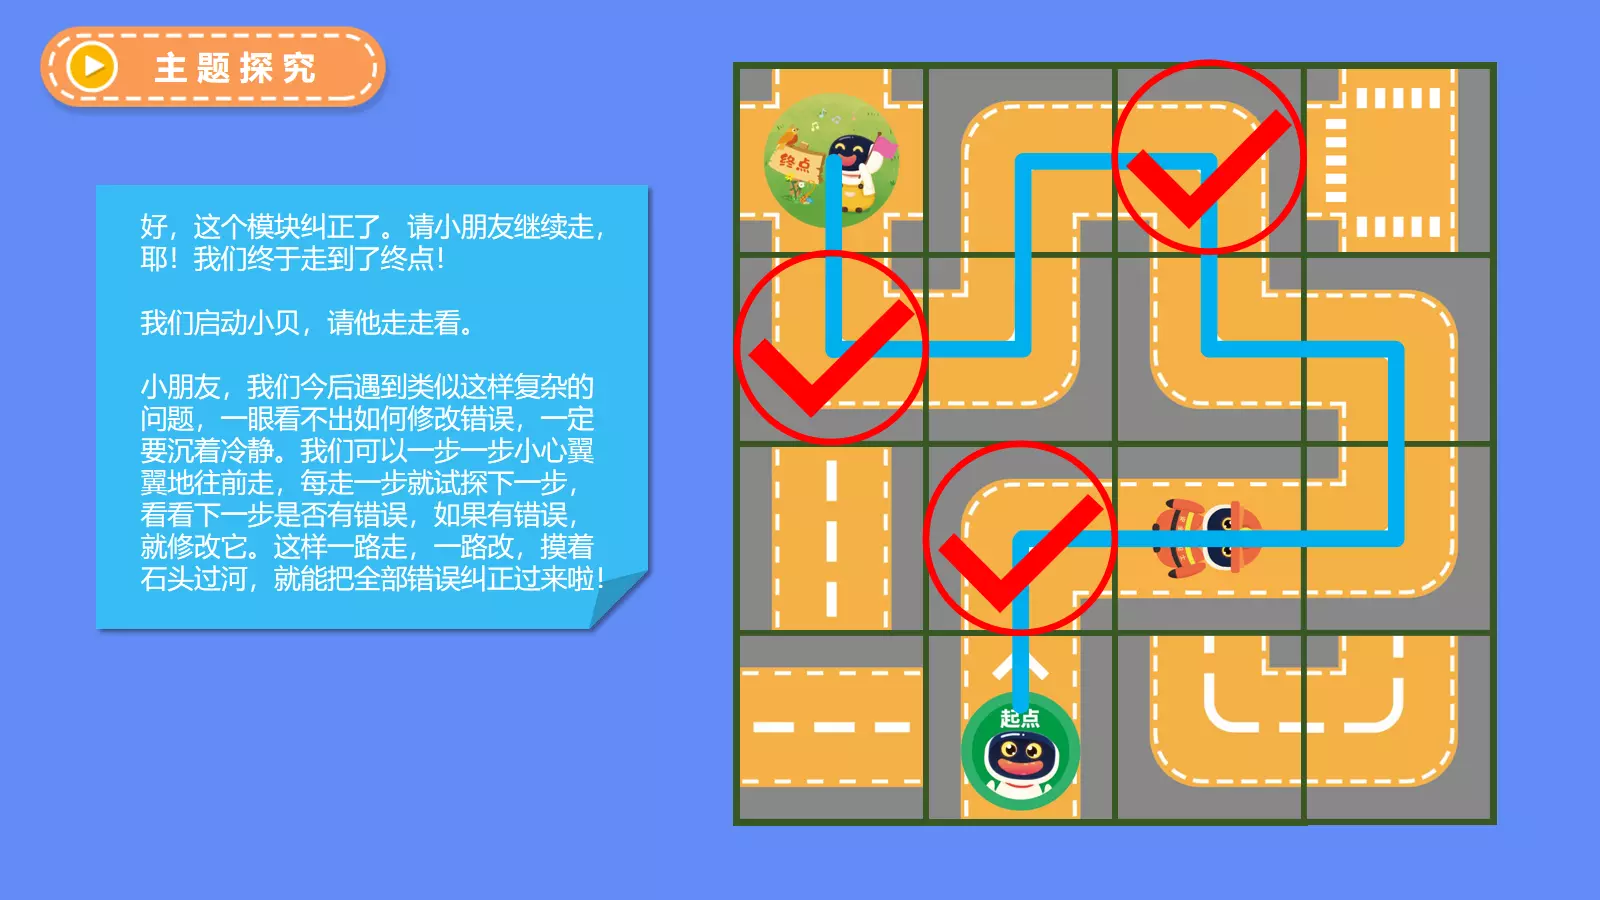 主题探究
好，这个模块纠正了。请小朋友继续走，
耶！我们终于走到了终点！
我们启动小贝，请他走走看。
小朋友，我们今后遇到类似这样复杂的
问题，一眼看不出如何修改错误，一定
要沉着冷静。我们可以一步一步小心翼
翼地往前走，每走一步就试探下一步，
看看下一步是否有错误，如果有错误，
就修改它。这样一路走，一路改，摸着
石头过河，就能把全部错误纠正过来啦！
终点
起点